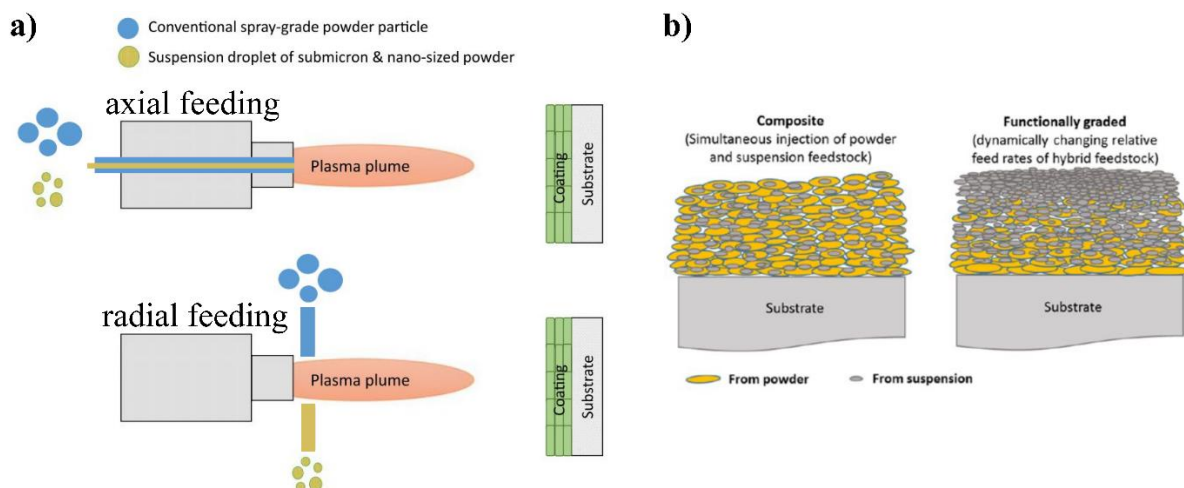 a)
Conventional spray-grade powder particle
Suspension droplet of submicron & nano-sized powder
axial feeding
Plasma plume
Coating
Substrate
radial feeding
Plasma plume
Coating
Substrate
b)
Composite
(Simultaneous injection of powder
and suspension feedstock)
Substrate
Functionally graded
(dynamically changing relative
feed rates of hybrid feedstock)
Substrate
From powder
From suspension